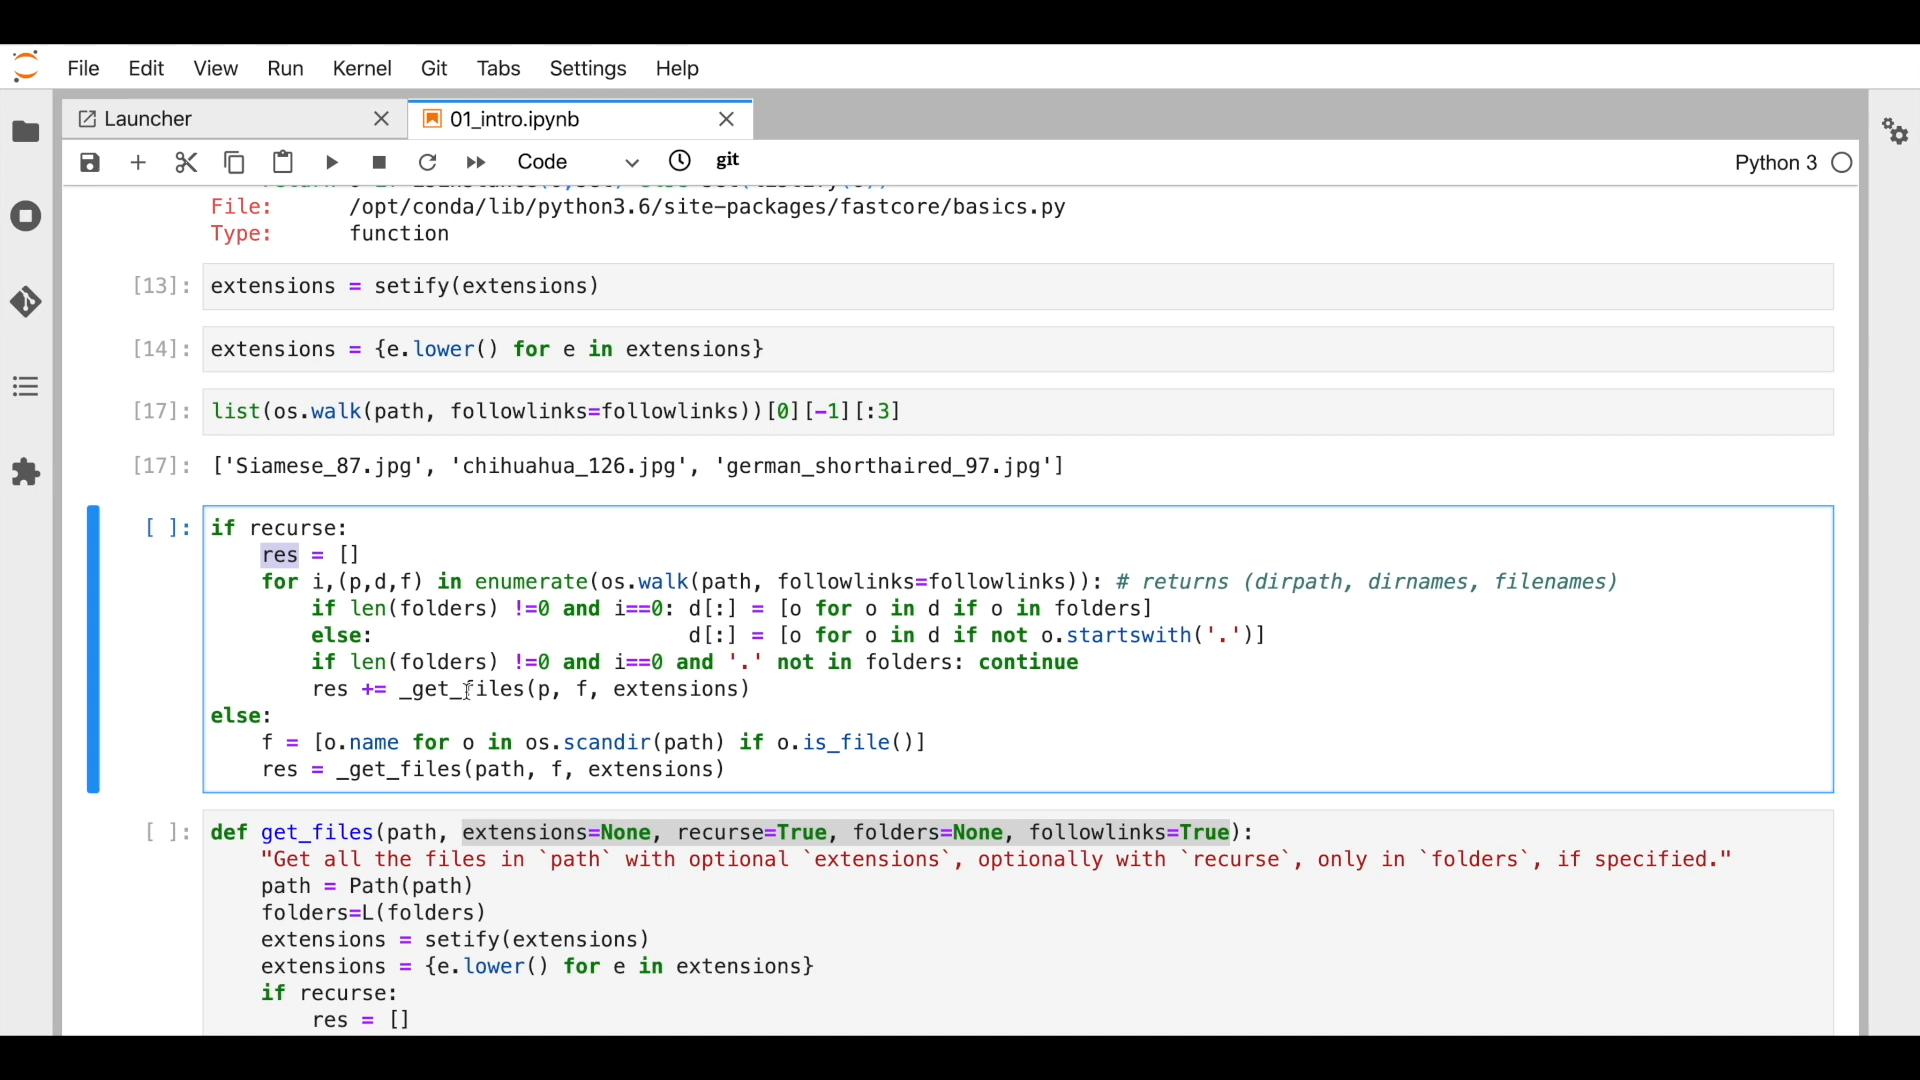 File Edit View Run Kernel Git Tabs Settings Help
Launcher 01_intro.ipynb
Code git Python 3
File: /opt/conda/lib/python3.6/site-packages/fastcore/basics.py
Type: function
[13]: extensions = setify(extensions)
[14]: extensions = {e.lower() for e in extensions}
[17]: list(os.walk(path, followlinks=followlinks))[0][-1][:3]
[17]: ['Siamese_87.jpg', 'chihuahua_126.jpg', 'german_shorthaired_97.jpg']
[ ]: if recurse:
res = []
for i,(p,d,f) in enumerate(os.walk(path, followlinks=followlinks)): # returns (dirpath, dirnames, filenames)
if len(folders) !=0 and i==0: d[:] = [o for o in d if o in folders]
else: d[:] = [o for o in d if not o.startswith('.')]
if len(folders) !=0 and i==0 and '.' not in folders: continue
res += _get_files(p, f, extensions)
else:
f = [o.name for o in os.scandir(path) if o.is_file()]
res = _get_files(path, f, extensions)
[ ]: def get_files(path, extensions=None, recurse=True, folders=None, followlinks=True):
"Get all the files in `path` with optional `extensions`, optionally with `recurse`, only in `folders`, if specified."
path = Path(path)
folders=L(folders)
extensions = setify(extensions)
extensions = {e.lower() for e in extensions}
if recurse:
res = []